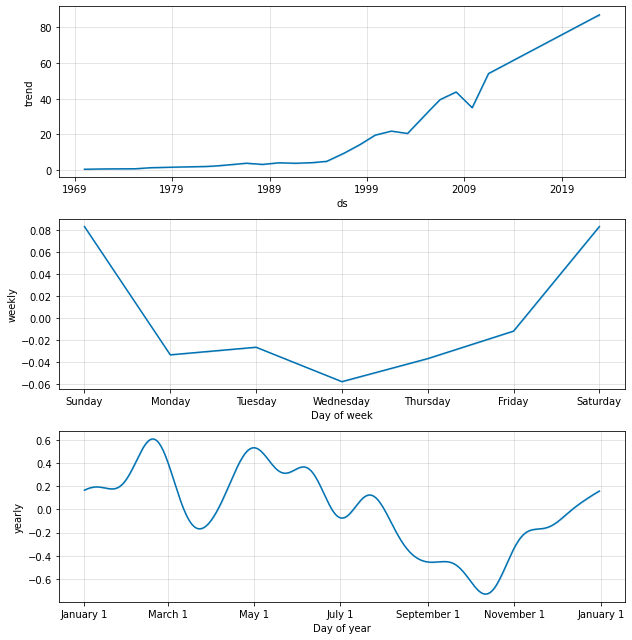 80
60
40
20
0
trend
1969 1979 1989 1999 2009 2019
ds
0.08
0.06
0.04
0.02
0.00
−0.02
−0.04
−0.06
weekly
Sunday Monday Tuesday Wednesday Thursday Friday Saturday
Day of week
0.6
0.4
0.2
0.0
−0.2
−0.4
−0.6
yearly
January 1 March 1 May 1 July 1 September 1 November 1 January 1
Day of year